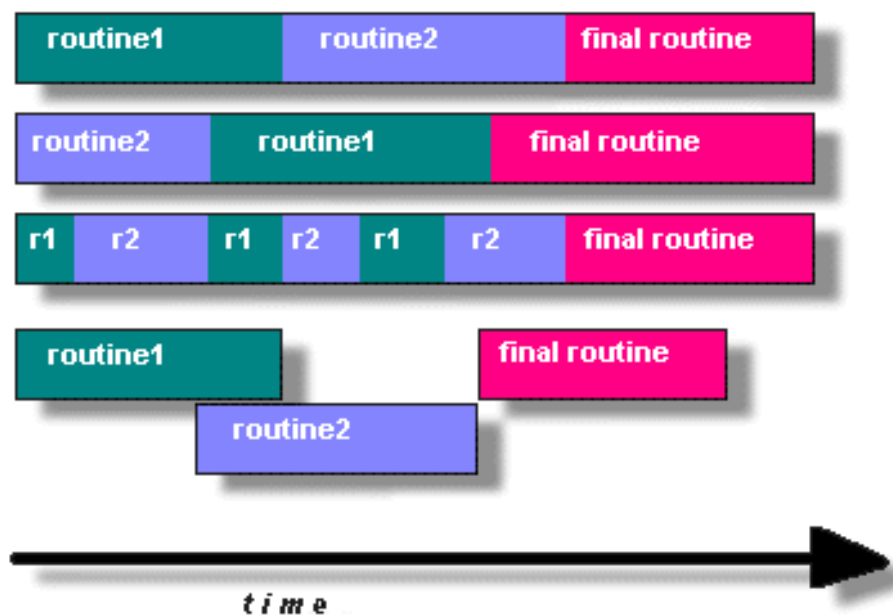 routine1 routine2 final routine
routine2 routine1 final routine
r1 r2 r1 r2 r1 r2 final routine
routine1 final routine
routine2
time